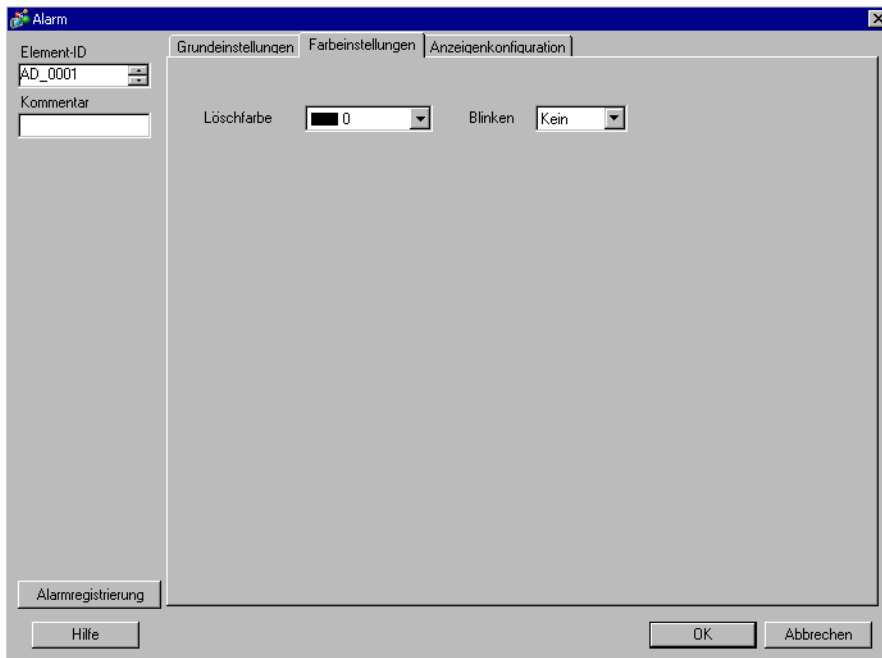 Alarm
Element-ID
AD_0001
Kommentar
Grundeinstellungen
Farbeinstellungen
Anzeigenkonfiguration
Löschfarbe
0
Blinken
Kein
Alarmregistrierung
Hilfe
OK
Abbrechen